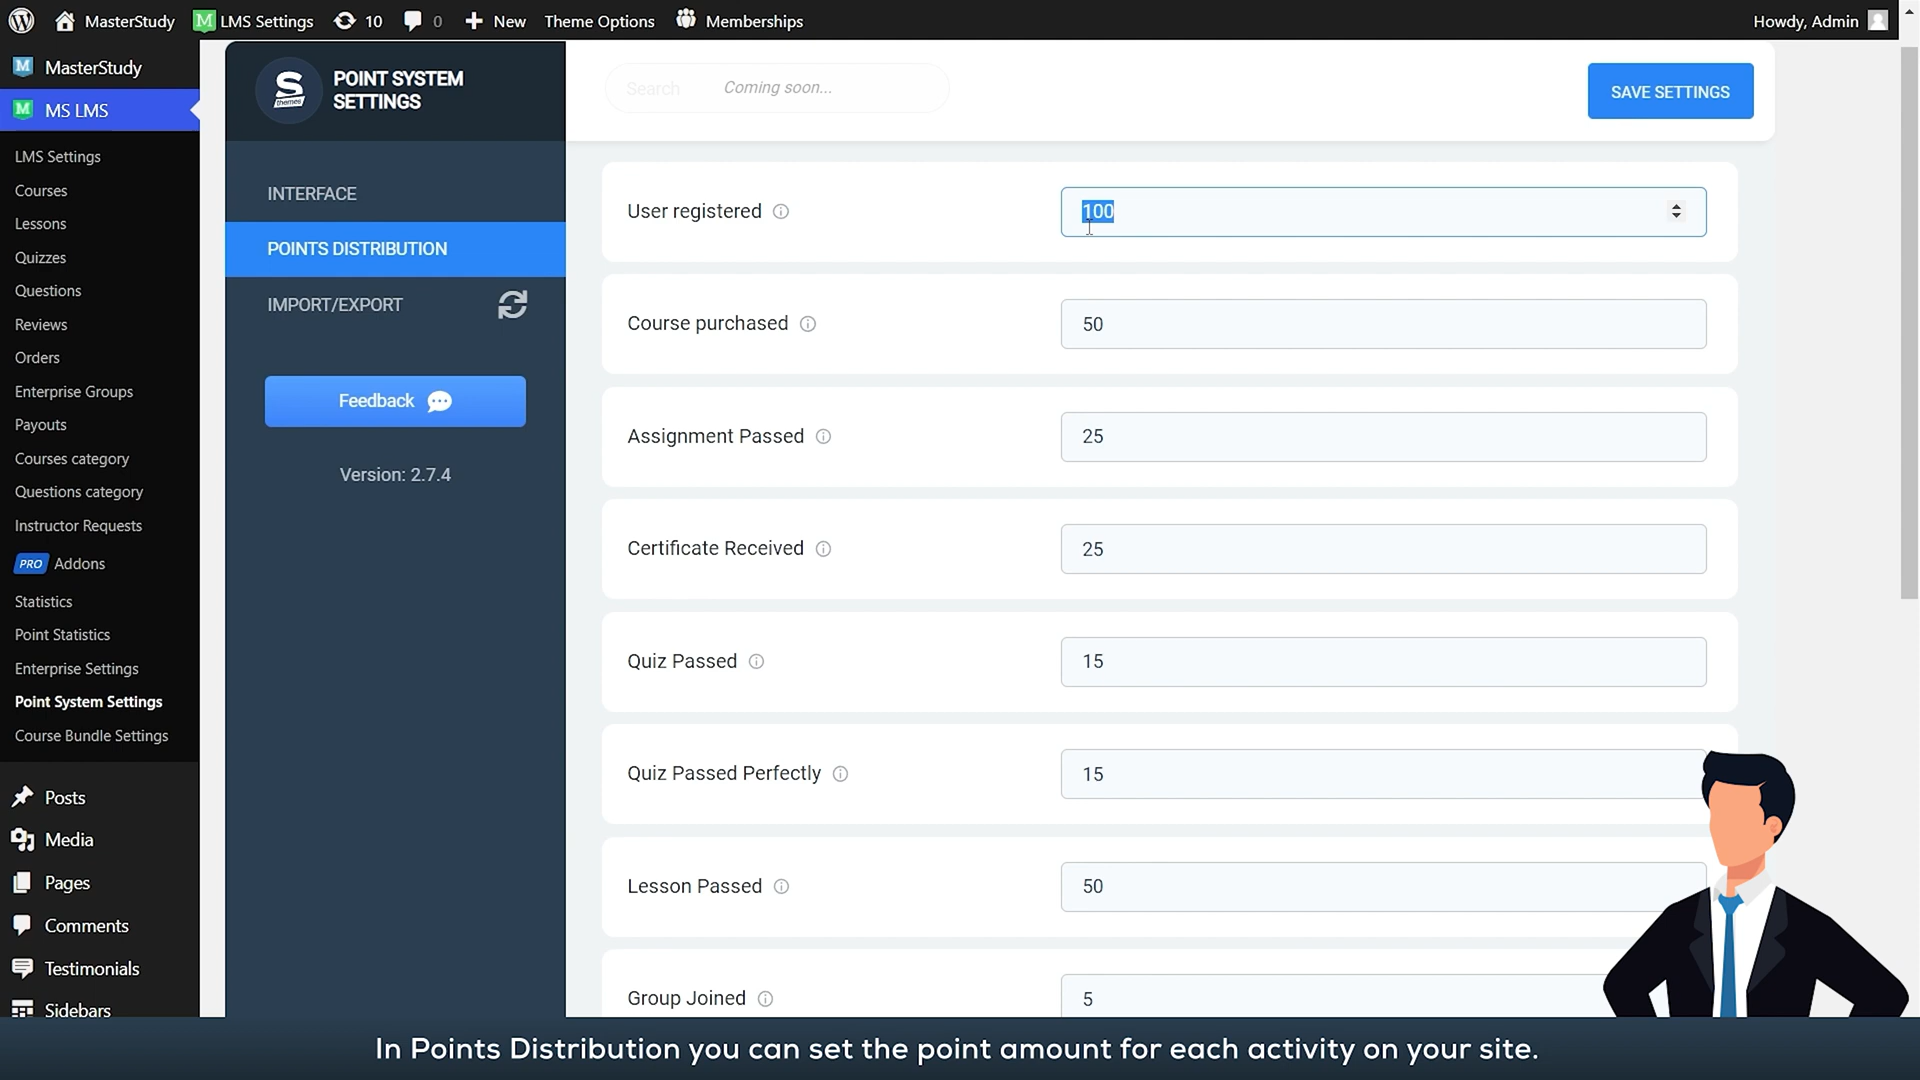 MasterStudy
LMS Settings
10
0
New
Theme Options
Memberships
Howdy, Admin
MasterStudy
MS LMS
LMS Settings
Courses
Lessons
Quizzes
Questions
Reviews
Orders
Enterprise Groups
Payouts
Courses category
Questions category
Instructor Requests
PRO Addons
Statistics
Point Statistics
Enterprise Settings
Point System Settings
Course Bundle Settings
Posts
Media
Pages
Comments
Testimonials
Sidebars
S
themes
POINT SYSTEM
SETTINGS
INTERFACE
POINTS DISTRIBUTION
IMPORT/EXPORT
Feedback
Version: 2.7.4
Search
Coming soon...
SAVE SETTINGS
User registered
100
Course purchased
50
Assignment Passed
25
Certificate Received
25
Quiz Passed
15
Quiz Passed Perfectly
15
Lesson Passed
50
Group Joined
5
In Points Distribution you can set the point amount for each activity on your site.